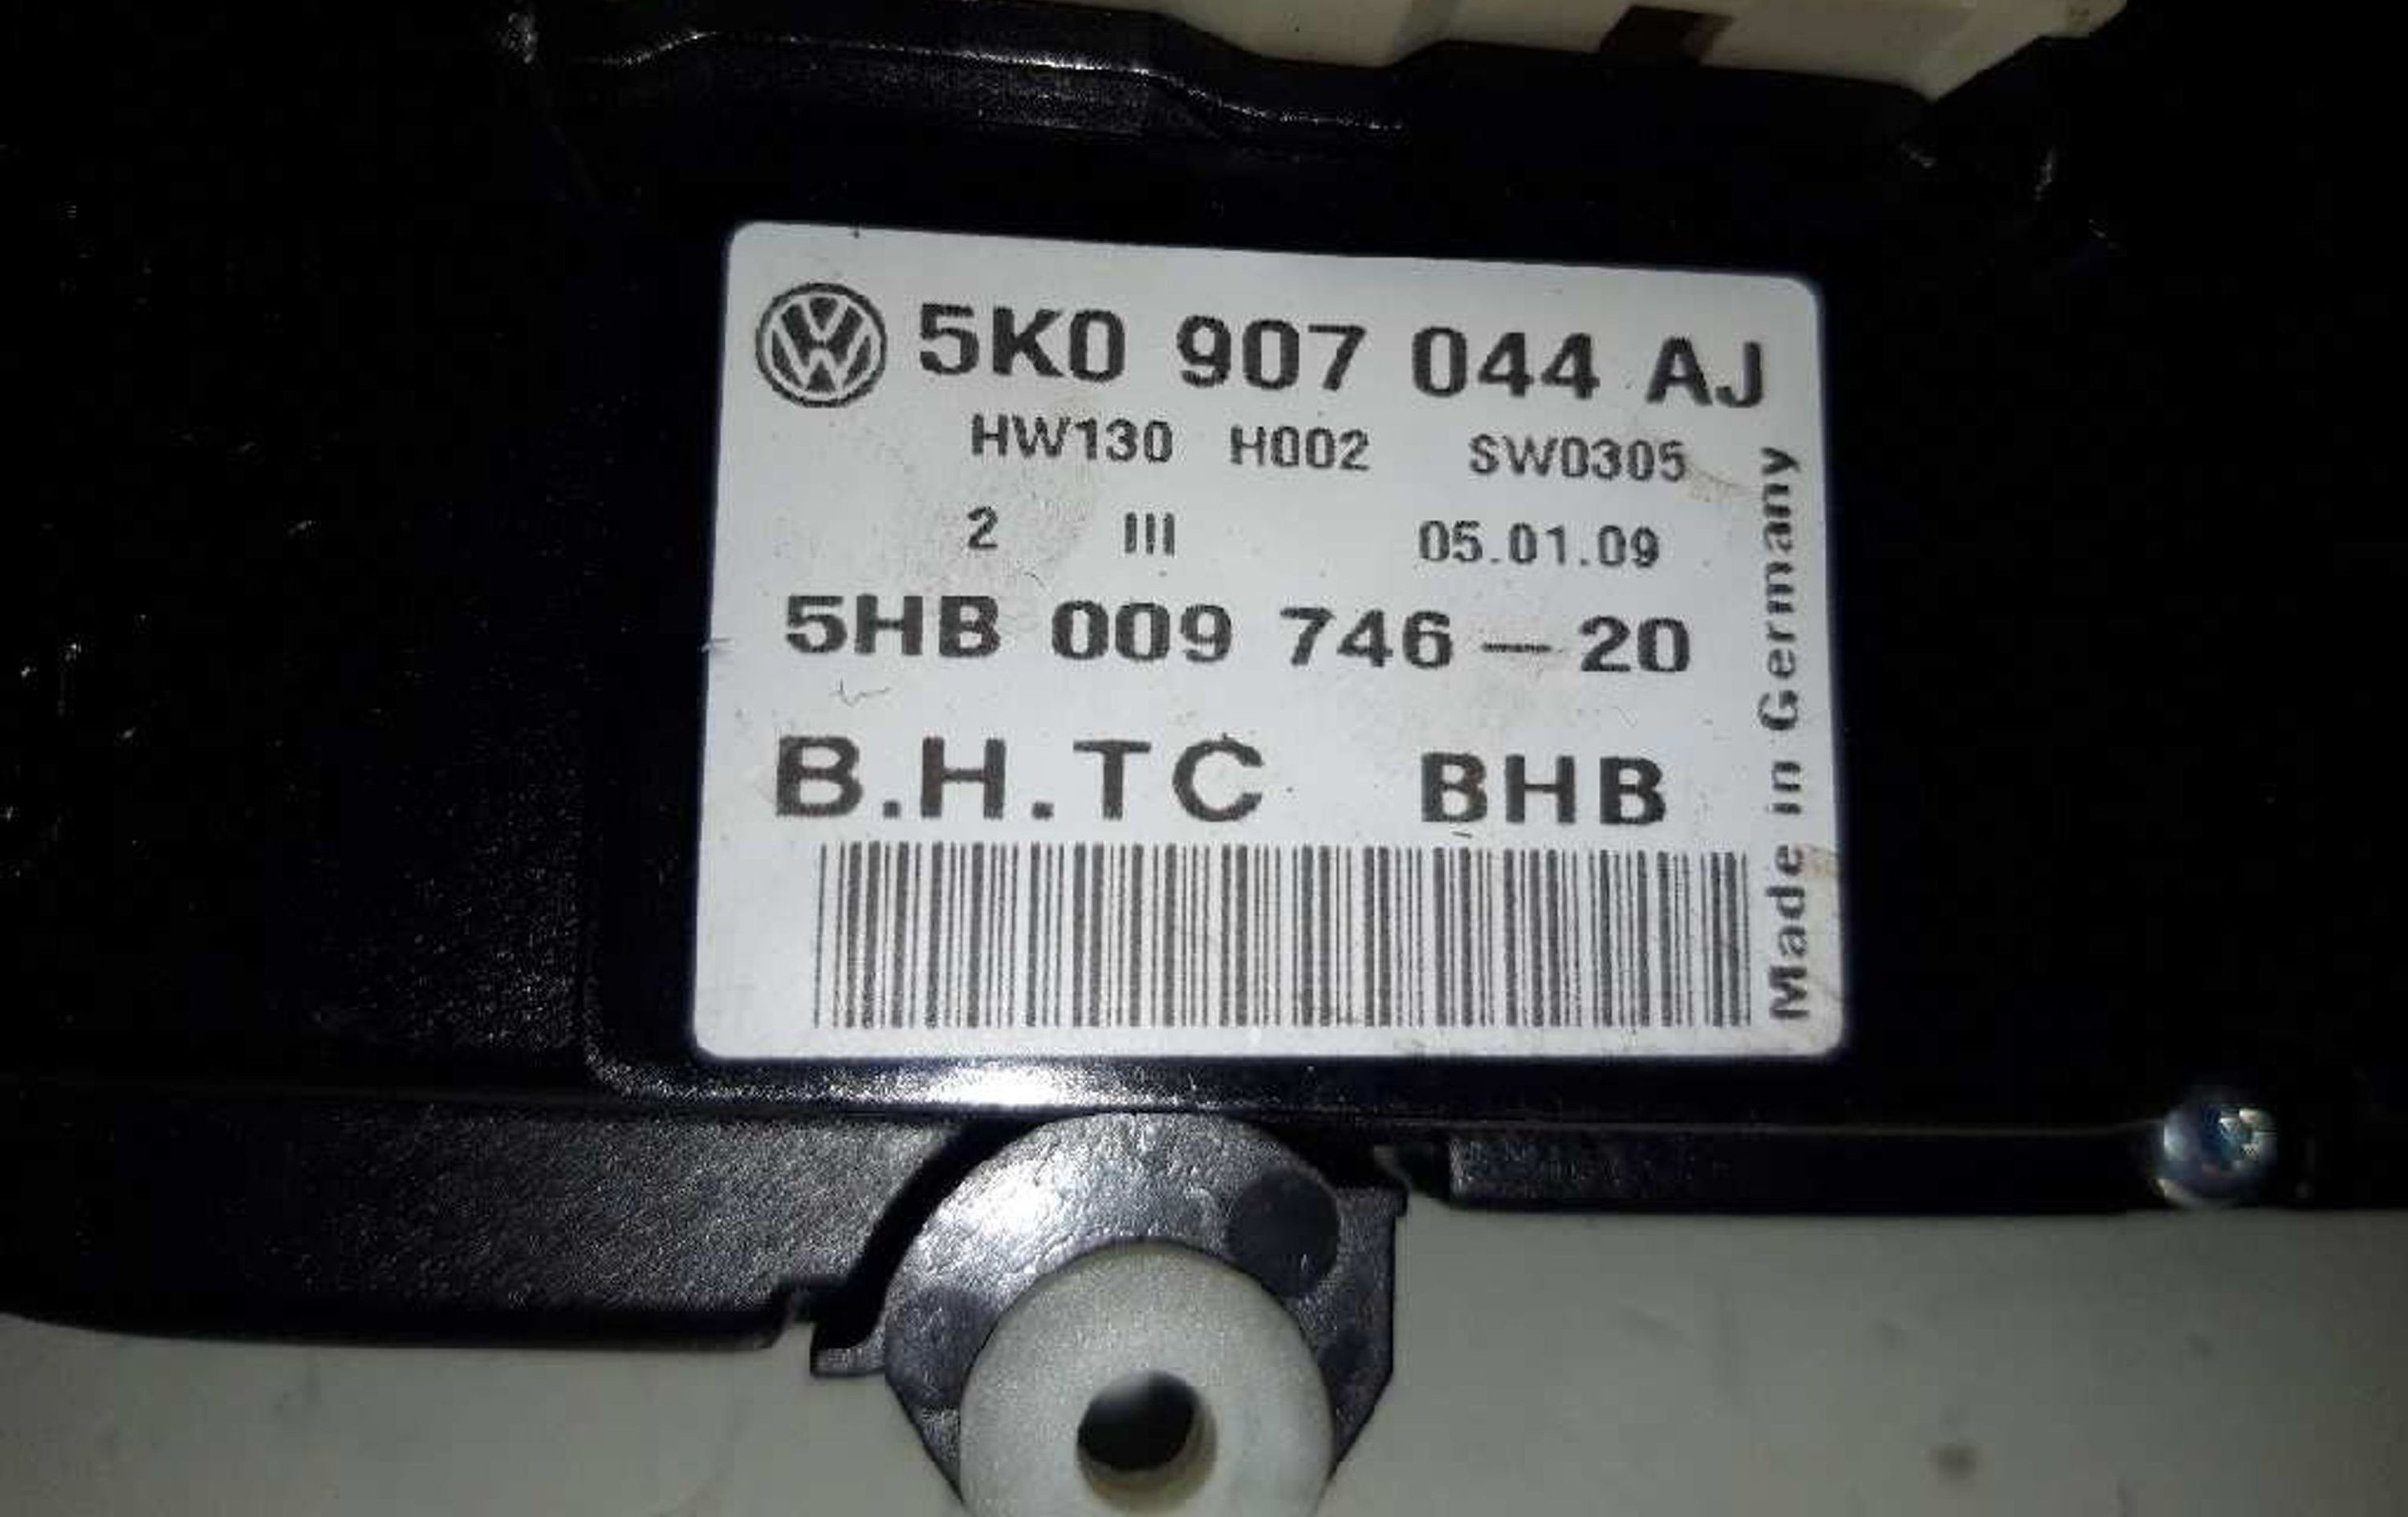 5K0 907 044 AJ
HW130 H002 SW0305
2 III 05.01.09
5HB 009 746-20
B.H.TC BHB
Made in Germany